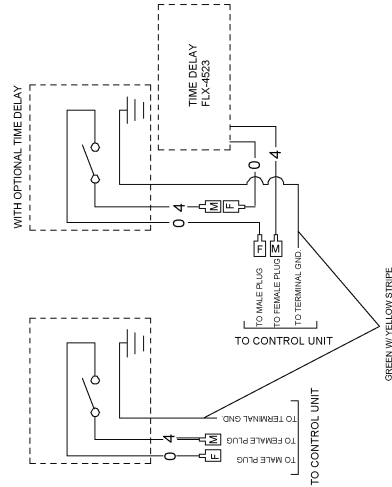 WITH OPTIONAL TIME DELAY
TIME DELAY
FLX-4523
0
4
M
F
0
4
F
M
TO MALE PLUG
TO FEMALE PLUG
TO TERMINAL GND.
TO CONTROL UNIT
GREEN W/ YELLOW STRIPE
4
0
M
F
TO TERMINAL GND
TO FEMALE PLUG
TO MALE PLUG
TO CONTROL UNIT